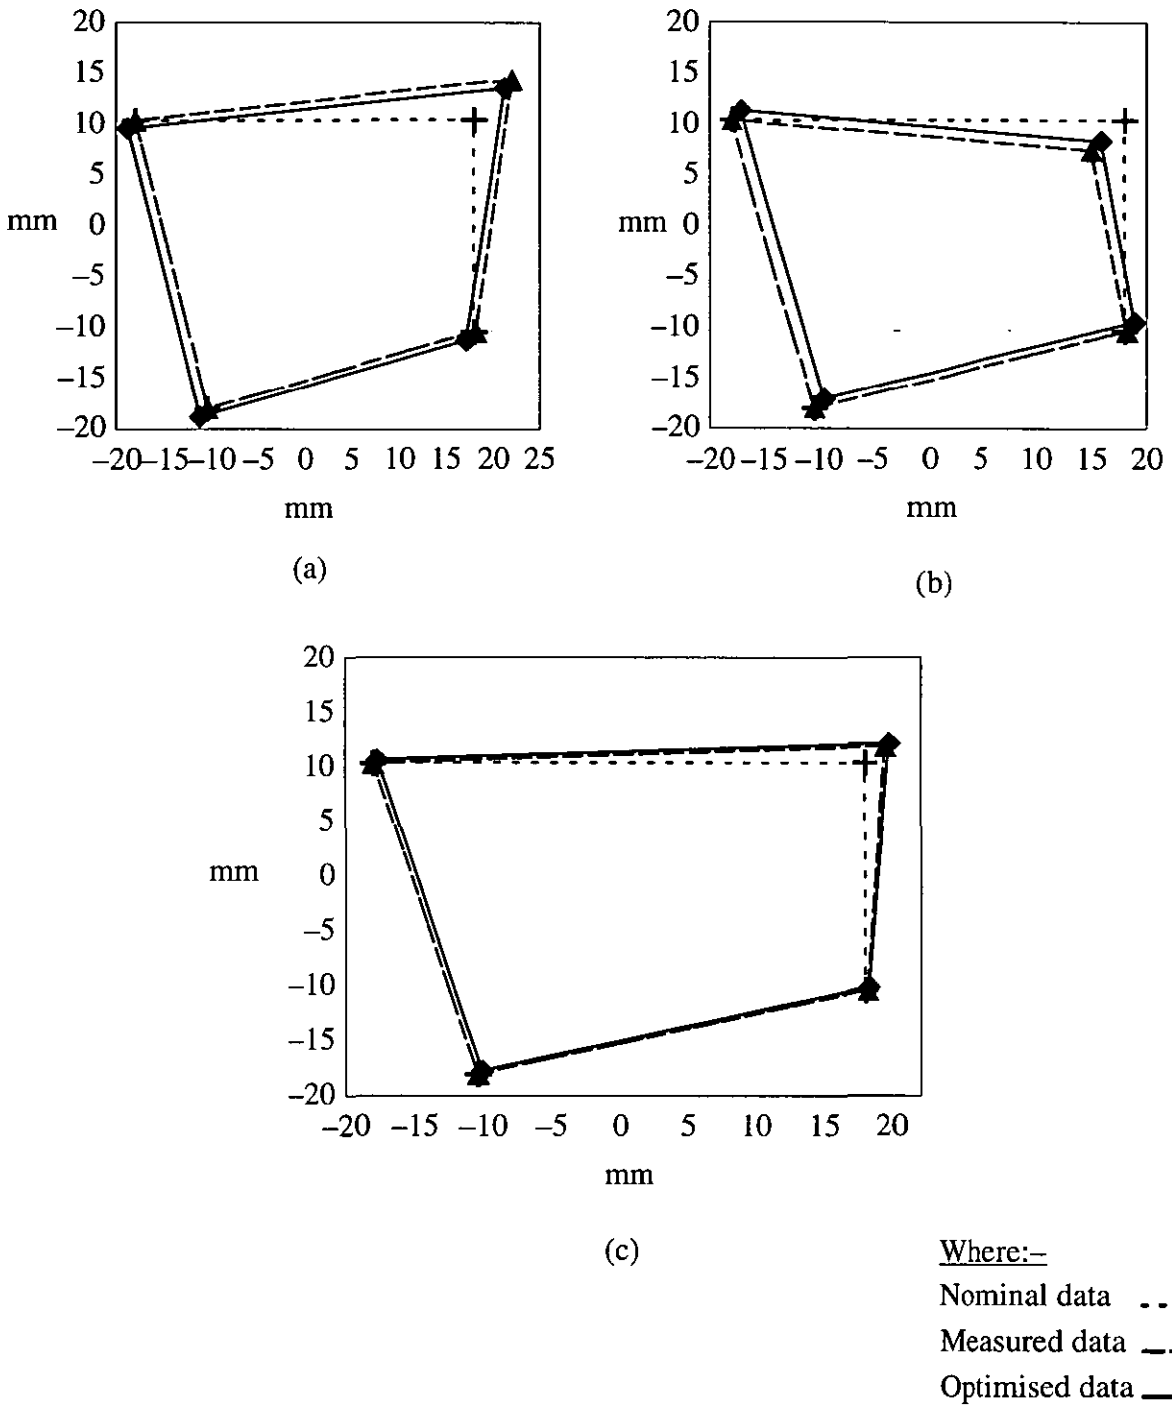 20
15
10
5
mm 0
–5
–10
–15
–20
–20 –15 –10 –5 0 5 10 15 20 25
mm
(a)
20
15
10
5
mm 0
–5
–10
–15
–20
–20 –15 –10 –5 0 5 10 15 20
mm
(b)
20
15
10
5
mm 0
–5
–10
–15
–20
–20 –15 –10 –5 0 5 10 15 20
mm
(c)
Where:–
Nominal data
Measured data
Optimised data